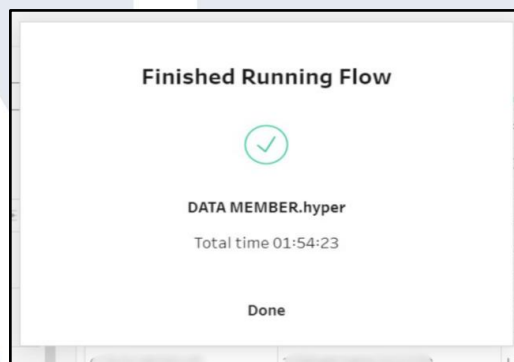 Finished Running Flow
DATA MEMBER.hyper
Total time 01:54:23
Done